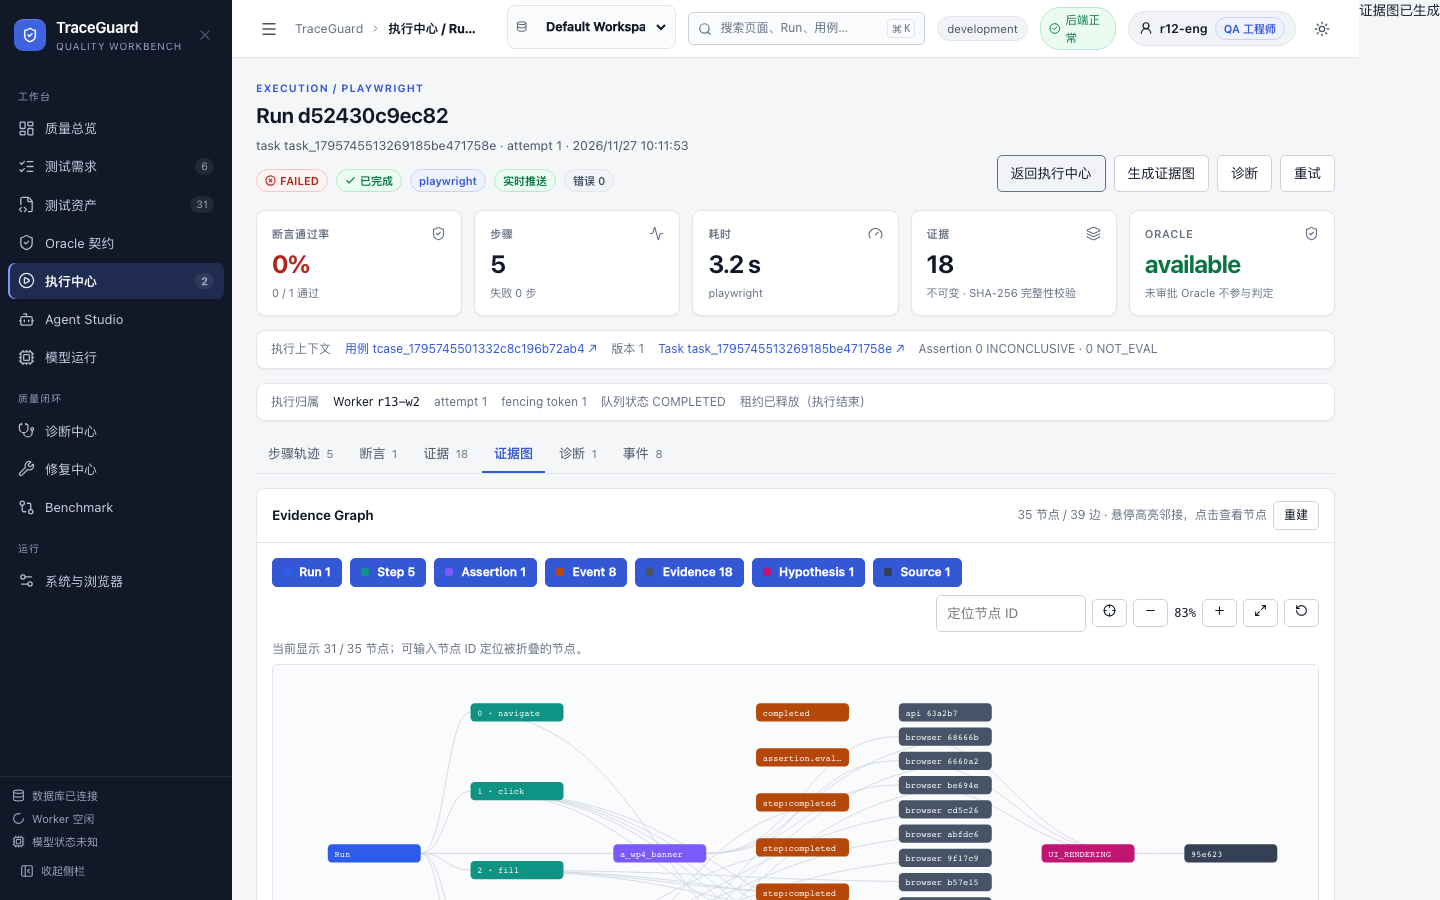 TraceGuard
QUALITY WORKBENCH
工作台
质量总览
测试需求 6
测试资产 31
Oracle 契约
执行中心 2
Agent Studio
模型运行
质量闭环
诊断中心
修复中心
Benchmark
运行
系统与浏览器
数据库已连接
Worker 空闲
模型状态未知
收起侧栏
TraceGuard > 执行中心 / Ru...
Default Workspa
搜索页面、Run、用例... ⌘K
development
后端正常
r12-eng QA 工程师
证据图已生成
EXECUTION / PLAYWRIGHT
Run d52430c9ec82
task task_1795745513269185be471758e · attempt 1 · 2026/11/27 10:11:53
FAILED 已完成 playwright 实时推送 错误 0
返回执行中心 生成证据图 诊断 重试
断言通过率
0%
0 / 1 通过
步骤
5
失败 0 步
耗时
3.2 s
playwright
证据
18
不可变 · SHA-256 完整性校验
ORACLE
available
未审批 Oracle 不参与判定
执行上下文 用例 tcase_1795745501332c8c196b72ab4 ↗ 版本 1 Task task_1795745513269185be471758e ↗ Assertion 0 INCONCLUSIVE · 0 NOT_EVAL
执行归属 Worker r13-w2 attempt 1 fencing token 1 队列状态 COMPLETED 租约已释放（执行结束）
步骤轨迹 5 断言 1 证据 18 证据图 诊断 1 事件 8
Evidence Graph
35 节点 / 39 边 · 悬停高亮邻接，点击查看节点 重建
Run 1 Step 5 Assertion 1 Event 8 Evidence 18 Hypothesis 1 Source 1
定位节点 ID − 83% +
当前显示 31 / 35 节点；可输入节点 ID 定位被折叠的节点。
0 · navigate
completed
api 63a2b7
browser 68666b
assertion.eval…
browser 6660a2
1 · click
browser be694e
step:completed
browser cd5c26
browser abfdc6
Run
a_wp4_banner
step:completed
browser 9f17c9
UI_RENDERING
95e623
2 · fill
browser b57e15
step:completed